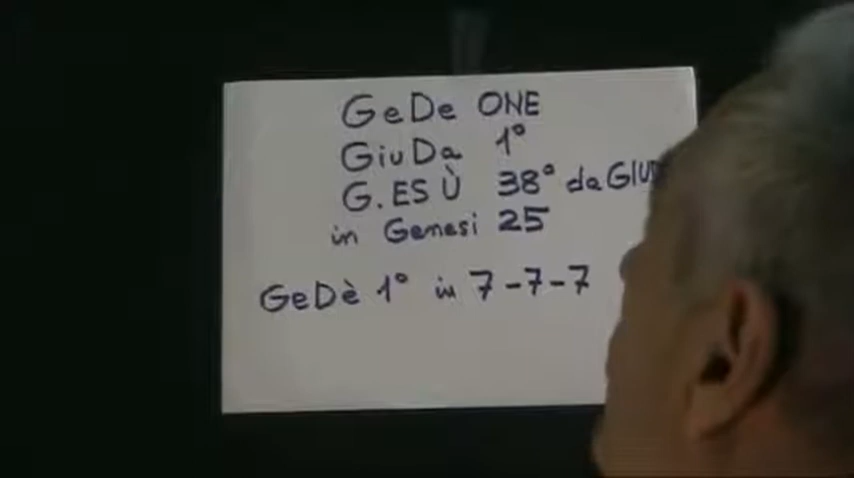 GeDe ONE
GiuDa 1°
G.ESÙ 38° da
in Genesi 25
GeDè 1° in 7-7-7